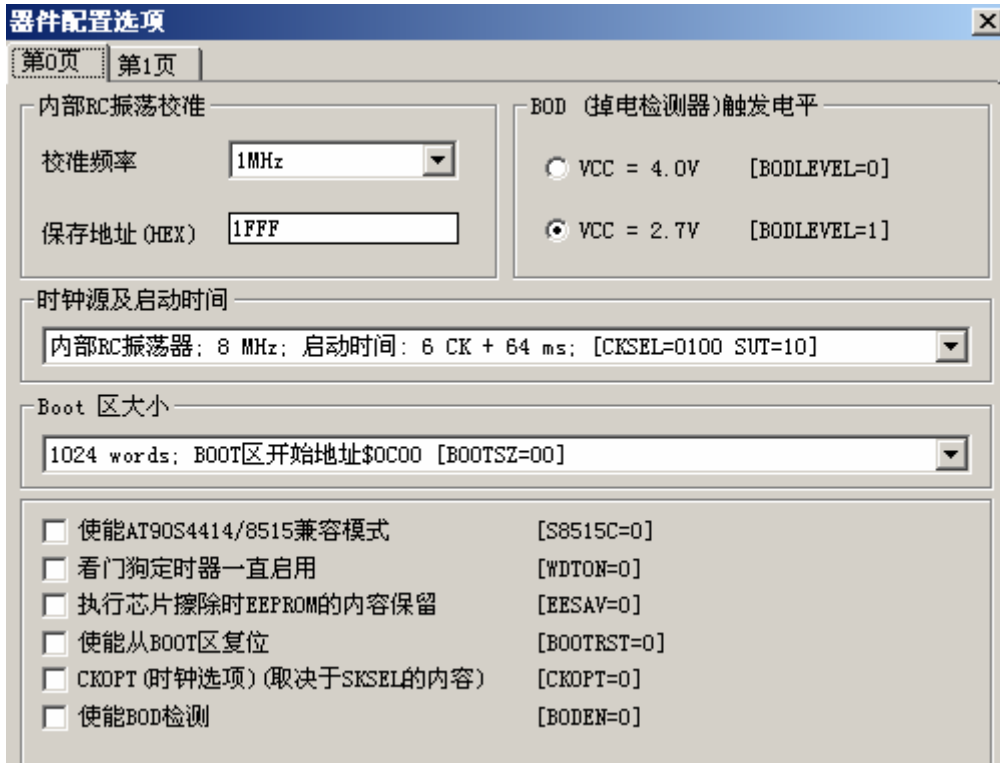 器件配置选项
第0页 第1页
内部RC振荡校准
校准频率 1MHz
保存地址(HEX) 1FFF
BOD (掉电检测器)触发电平
VCC = 4.0V [BODLEVEL=0]
VCC = 2.7V [BODLEVEL=1]
时钟源及启动时间
内部RC振荡器; 8 MHz; 启动时间: 6 CK + 64 ms; [CKSEL=0100 SUT=10]
Boot 区大小
1024 words; BOOT区开始地址$0C00 [BOOTSZ=00]
使能AT90S4414/8515兼容模式 [S8515C=0]
看门狗定时器一直启用 [WDTON=0]
执行芯片擦除时EEPROM的内容保留 [EESAV=0]
使能从BOOT区复位 [BOOTRST=0]
CKOPT(时钟选项)(取决于SKSEL的内容) [CKOPT=0]
使能BOD检测 [BODEN=0]